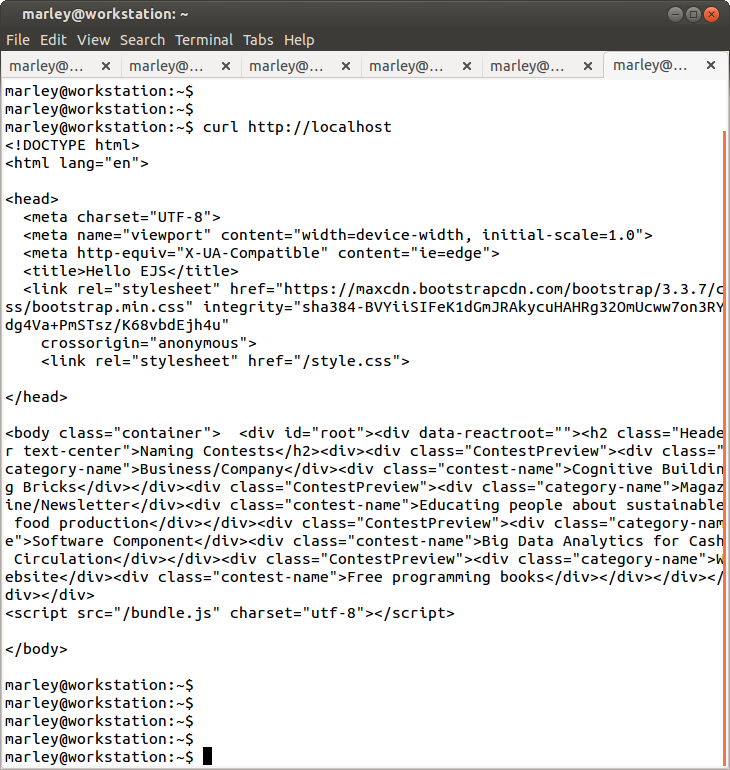 marley@workstation: ~
File Edit View Search Terminal Tabs Help
marley@... marley@... marley@... marley@... marley@... marley@...
marley@workstation:~$
marley@workstation:~$
marley@workstation:~$ curl http://localhost
<!DOCTYPE html>
<html lang="en">
<head>
  <meta charset="UTF-8">
  <meta name="viewport" content="width=device-width, initial-scale=1.0">
  <meta http-equiv="X-UA-Compatible" content="ie=edge">
  <title>Hello EJS</title>
  <link rel="stylesheet" href="https://maxcdn.bootstrapcdn.com/bootstrap/3.3.7/c
ss/bootstrap.min.css" integrity="sha384-BVYiiSIFeK1dGmJRAkycuHAHRg32OmUcww7on3RY
dg4Va+PmSTsz/K68vbdEjh4u"
    crossorigin="anonymous">
    <link rel="stylesheet" href="/style.css">
</head>
<body class="container">  <div id="root"><div data-reactroot=""><h2 class="Heade
r text-center">Naming Contests</h2><div><div class="ContestPreview"><div class="
category-name">Business/Company</div><div class="contest-name">Cognitive Buildin
g Bricks</div></div><div class="ContestPreview"><div class="category-name">Magaz
ine/Newsletter</div><div class="contest-name">Educating people about sustainable
 food production</div></div><div class="ContestPreview"><div class="category-nam
e">Software Component</div><div class="contest-name">Big Data Analytics for Cash
 Circulation</div></div><div class="ContestPreview"><div class="category-name">W
ebsite</div><div class="contest-name">Free programming books</div></div></div></
div></div>
<script src="/bundle.js" charset="utf-8"></script>
</body>
marley@workstation:~$
marley@workstation:~$
marley@workstation:~$
marley@workstation:~$
marley@workstation:~$